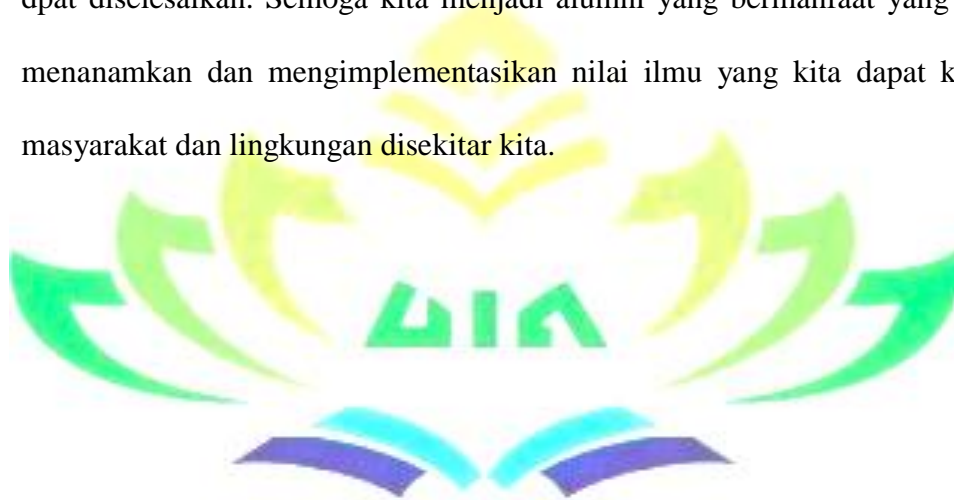 dpat diselesaikan. Semoga kita menjadi alumni yang bermanfaat yang
menanamkan dan mengimplementasikan nilai ilmu yang kita dapat k
masyarakat dan lingkungan disekitar kita.